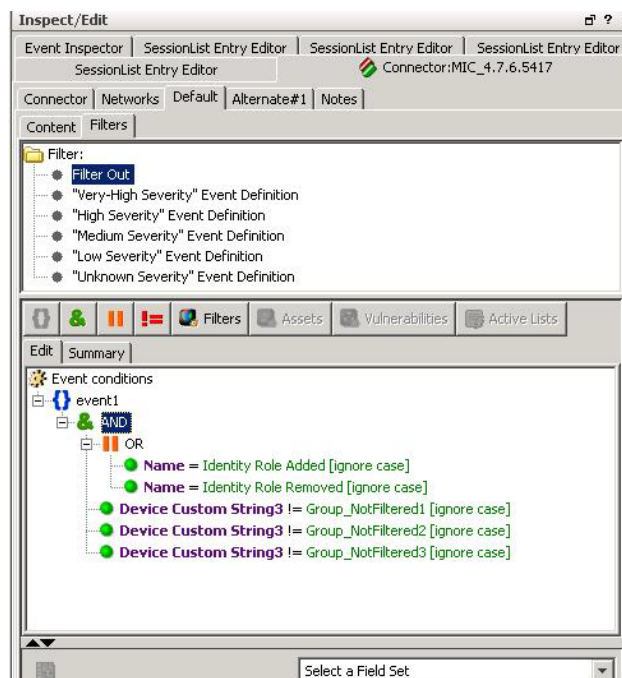 Inspect/Edit
Event Inspector SessionList Entry Editor SessionList Entry Editor SessionList Entry Editor
SessionList Entry Editor Connector:MIC_4.7.6.5417
Connector Networks Default Alternate#1 Notes
Content Filters
Filter:
Filter Out
"Very-High Severity" Event Definition
"High Severity" Event Definition
"Medium Severity" Event Definition
"Low Severity" Event Definition
"Unknown Severity" Event Definition
{} & || != Filters Assets Vulnerabilities Active Lists
Edit Summary
Event conditions
event1
& AND
OR
Name = Identity Role Added [ignore case]
Name = Identity Role Removed [ignore case]
Device Custom String3 != Group_NotFiltered1 [ignore case]
Device Custom String3 != Group_NotFiltered2 [ignore case]
Device Custom String3 != Group_NotFiltered3 [ignore case]
Select a Field Set